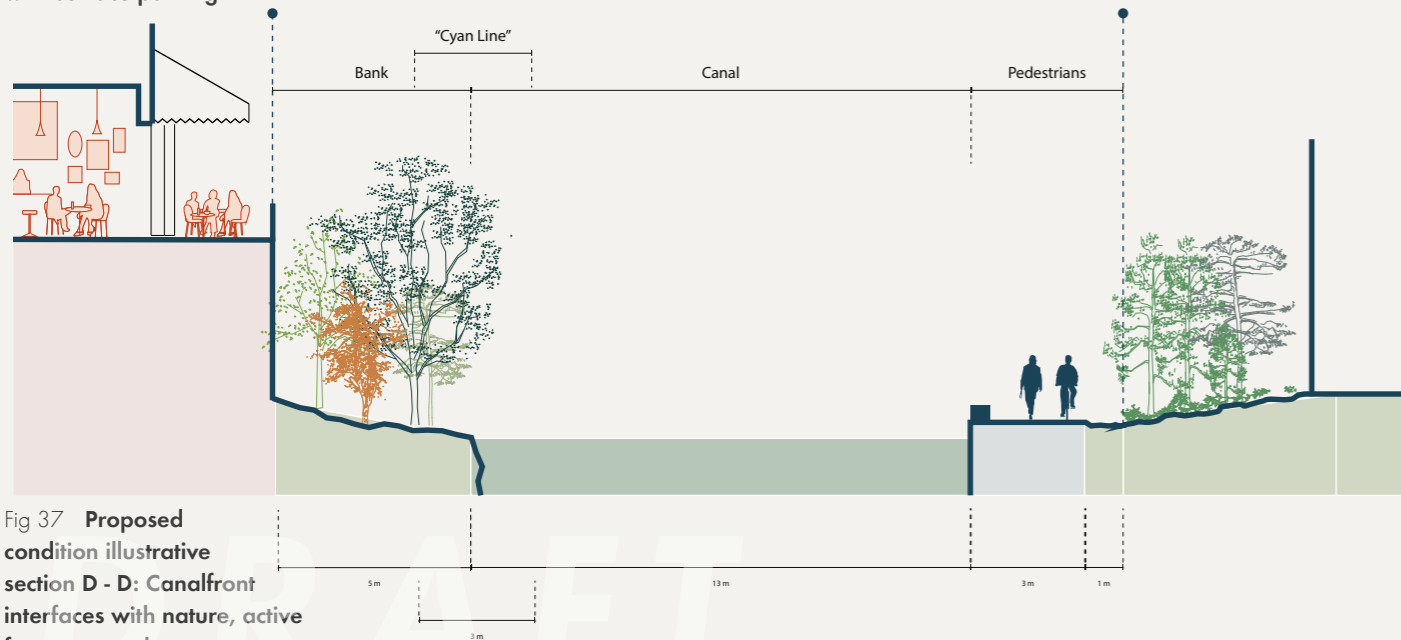 "Cyan Line"
Bank
Canal
Pedestrians
Fig 37 Proposed
condition illustrative
section D - D: Canalfront
interfaces with nature, active
5 m
13 m
3 m
1 m
3 m
DRAFT